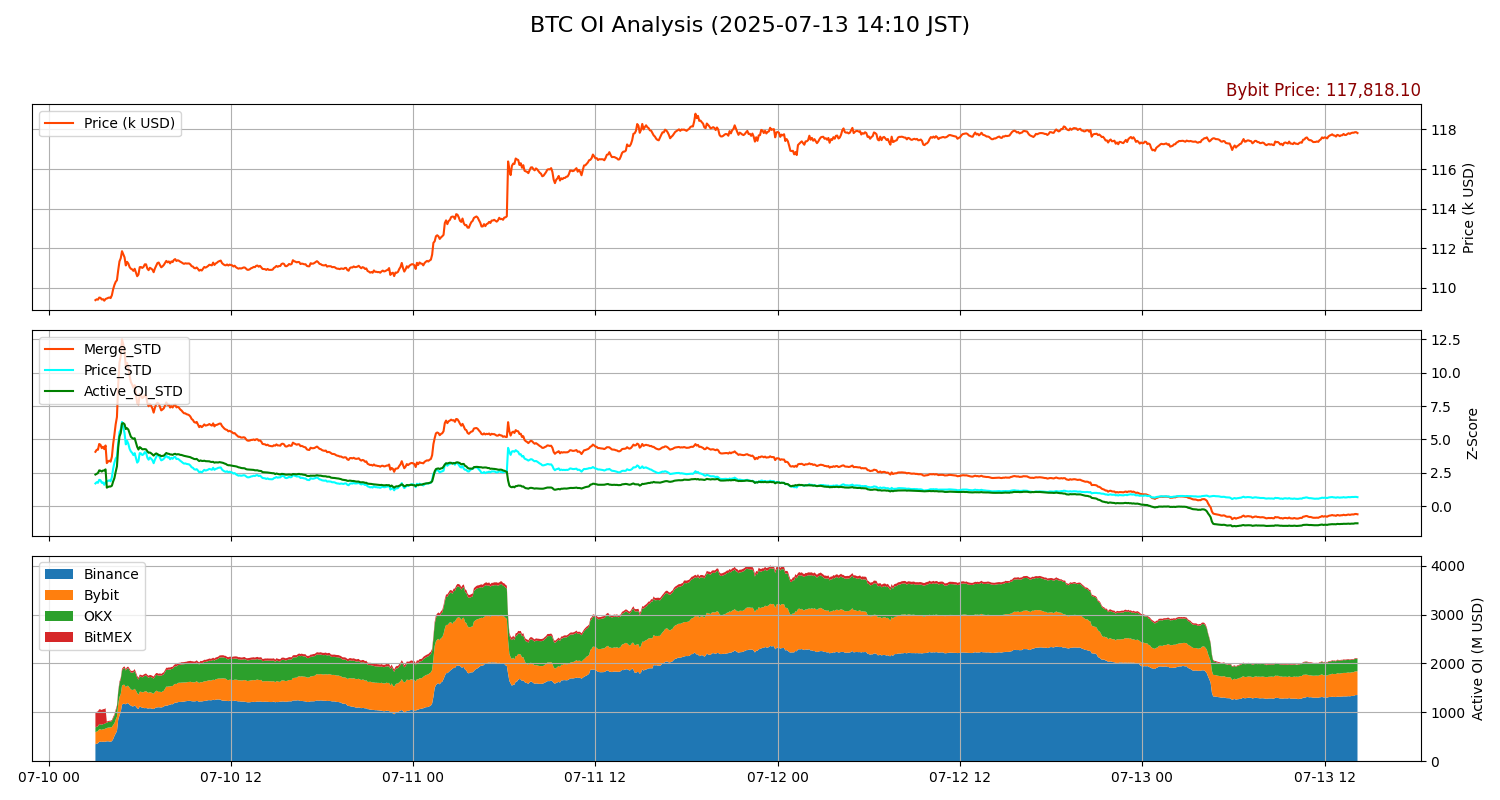 BTC OI Analysis (2025-07-13 14:10 JST)
Bybit Price: 117,818.10
Price (k USD)
118
116
114
112
110
Price (k USD)
Merge_STD
Price_STD
Active_OI_STD
12.5
10.0
7.5
5.0
2.5
0.0
Z-Score
Binance
Bybit
OKX
BitMEX
4000
3000
2000
1000
0
Active OI (M USD)
07-10 00
07-10 12
07-11 00
07-11 12
07-12 00
07-12 12
07-13 00
07-13 12